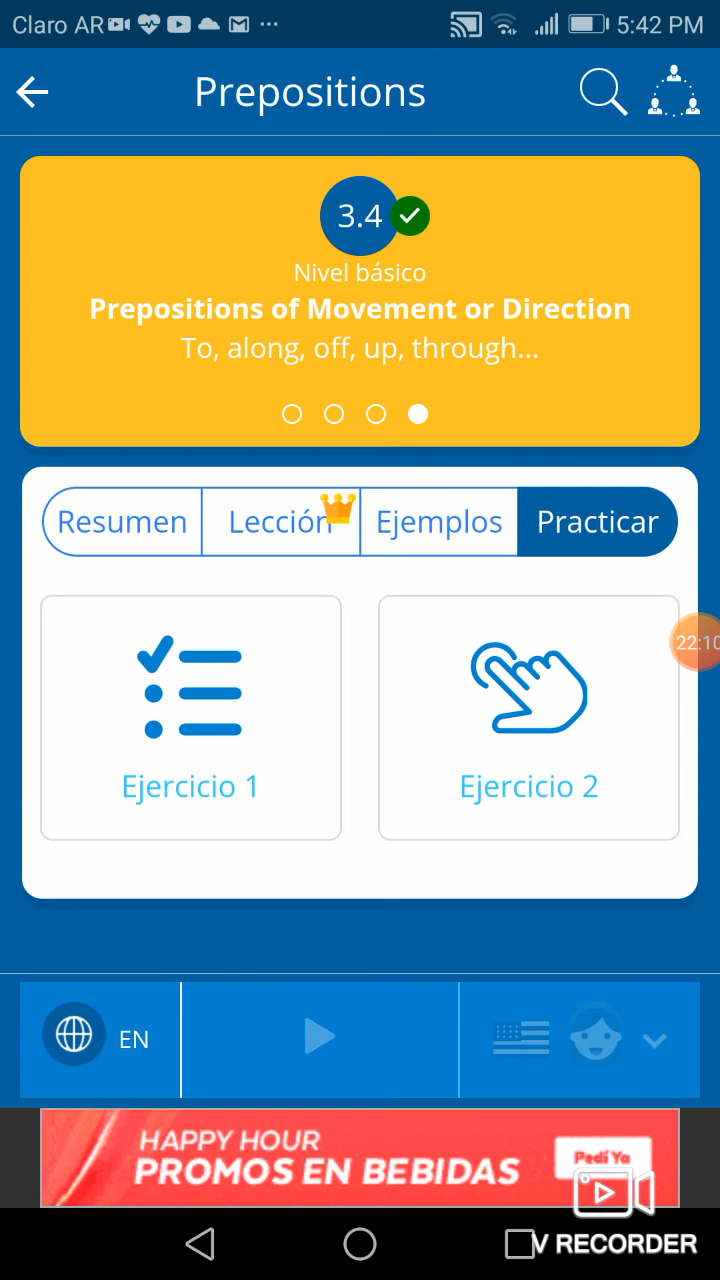 Claro AR
5:42 PM
Prepositions
3.4
Nivel básico
Prepositions of Movement or Direction
To, along, off, up, through...
Resumen
Lección
Ejemplos
Practicar
22:10
Ejercicio 1
Ejercicio 2
EN
HAPPY HOUR
PROMOS EN BEBIDAS
Pedí Ya
V RECORDER